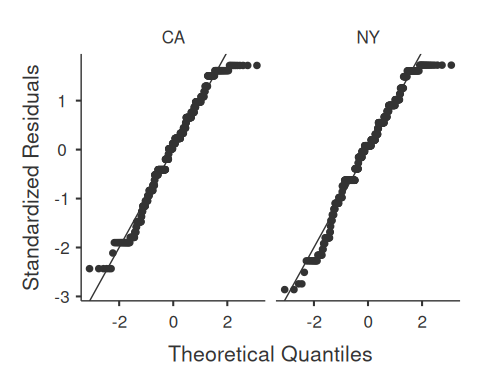 CA NY
Standardized Residuals
1
0
-1
-2
-3
-2 0 2 -2 0 2
Theoretical Quantiles